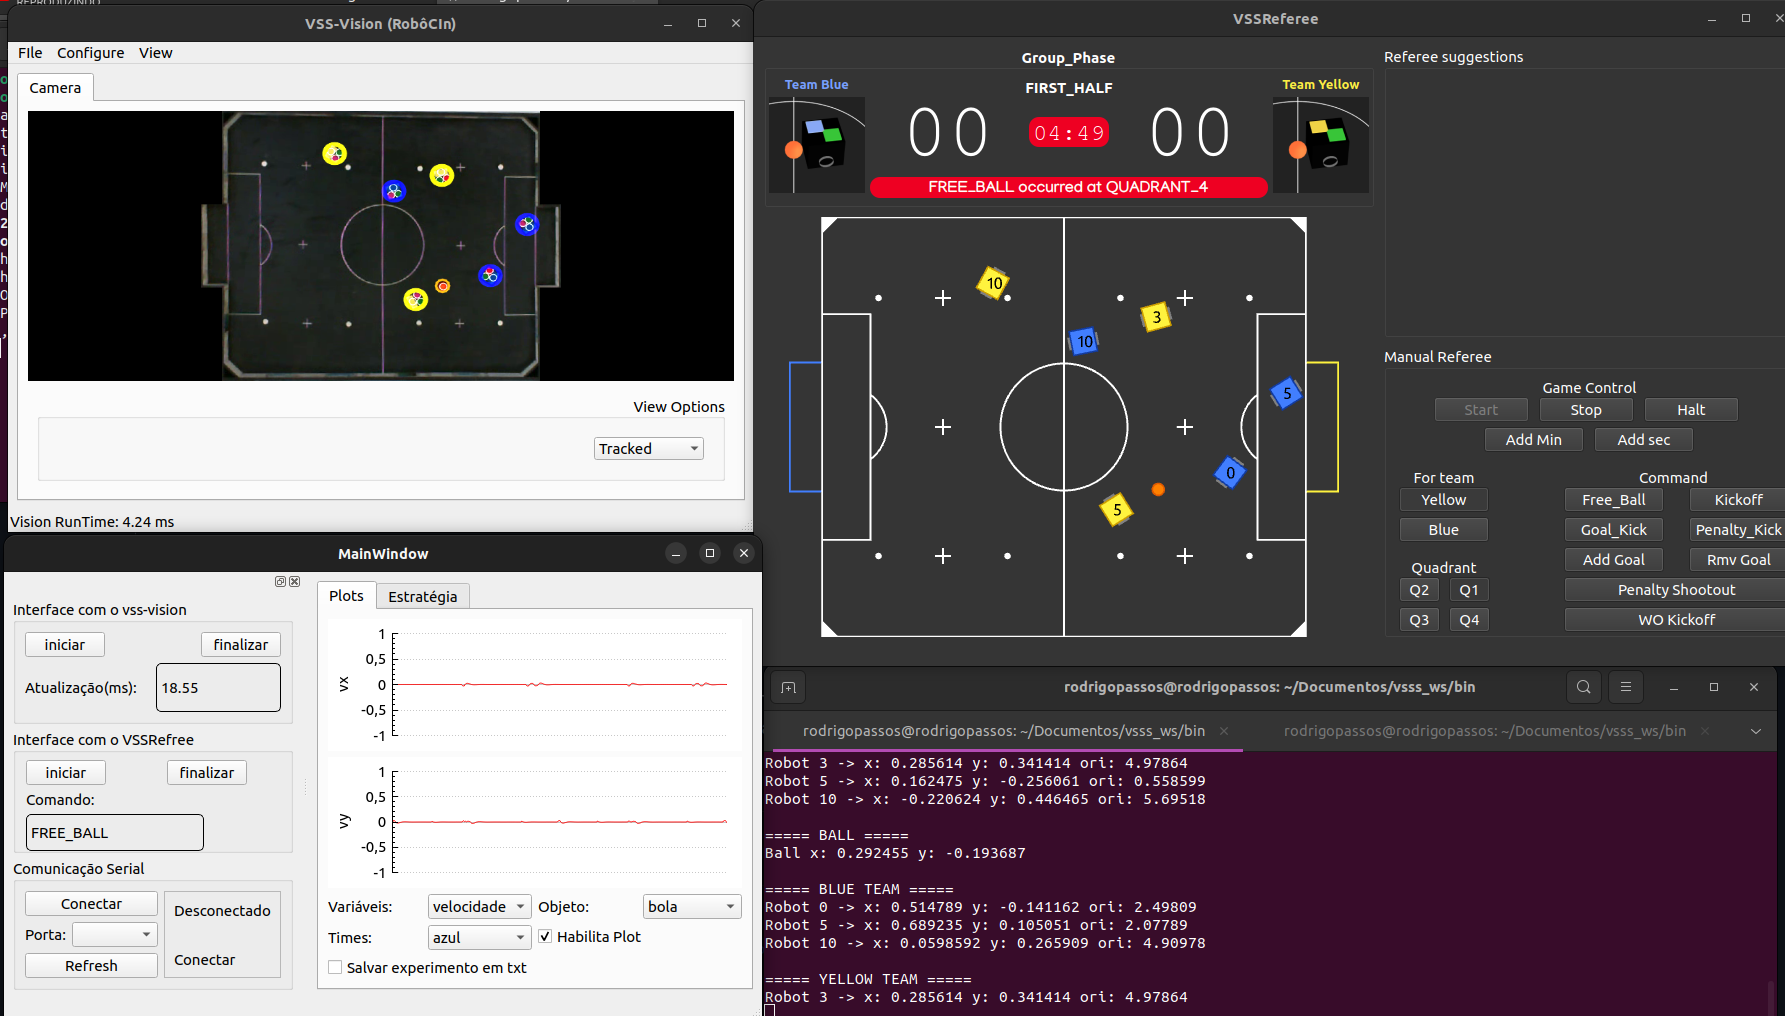 REPRODUZINDO
VSS-Vision (RobôCIn)
FIle Configure View
Camera
View Options
Tracked
Vision RunTime: 4.24 ms
VSSReferee
Group_Phase
Team Blue
FIRST_HALF
Team Yellow
00
04:49
00
FREE_BALL occurred at QUADRANT_4
10
3
10
5
0
5
Referee suggestions
Manual Referee
Game Control
Start Stop Halt
Add Min Add sec
For team Command
Yellow Free_Ball Kickoff
Blue Goal_Kick Penalty_Kick
Add Goal Rmv Goal
Quadrant
Q2 Q1 Penalty Shootout
Q3 Q4 WO Kickoff
MainWindow
Interface com o vss-vision
iniciar finalizar
Atualização(ms): 18.55
Interface com o VSSRefree
iniciar finalizar
Comando:
FREE_BALL
Comunicação Serial
Conectar
Porta:
Refresh
Desconectado
Conectar
Plots Estratégia
1
0,5
vx 0
-0,5
-1
1
0,5
vy 0
-0,5
-1
Variáveis: velocidade Objeto: bola
Times: azul Habilita Plot
Salvar experimento em txt
rodrigopassos@rodrigopassos: ~/Documentos/vsss_ws/bin
rodrigopassos@rodrigopassos: ~/Documentos/vsss_ws/bin
rodrigopassos@rodrigopassos: ~/Documentos/vsss_ws/bin
Robot 3 -> x: 0.285614 y: 0.341414 ori: 4.97864
Robot 5 -> x: 0.162475 y: -0.256061 ori: 0.558599
Robot 10 -> x: -0.220624 y: 0.446465 ori: 5.69518
===== BALL =====
Ball x: 0.292455 y: -0.193687
===== BLUE TEAM =====
Robot 0 -> x: 0.514789 y: -0.141162 ori: 2.49809
Robot 5 -> x: 0.689235 y: 0.105051 ori: 2.07789
Robot 10 -> x: 0.0598592 y: 0.265909 ori: 4.90978
===== YELLOW TEAM =====
Robot 3 -> x: 0.285614 y: 0.341414 ori: 4.97864